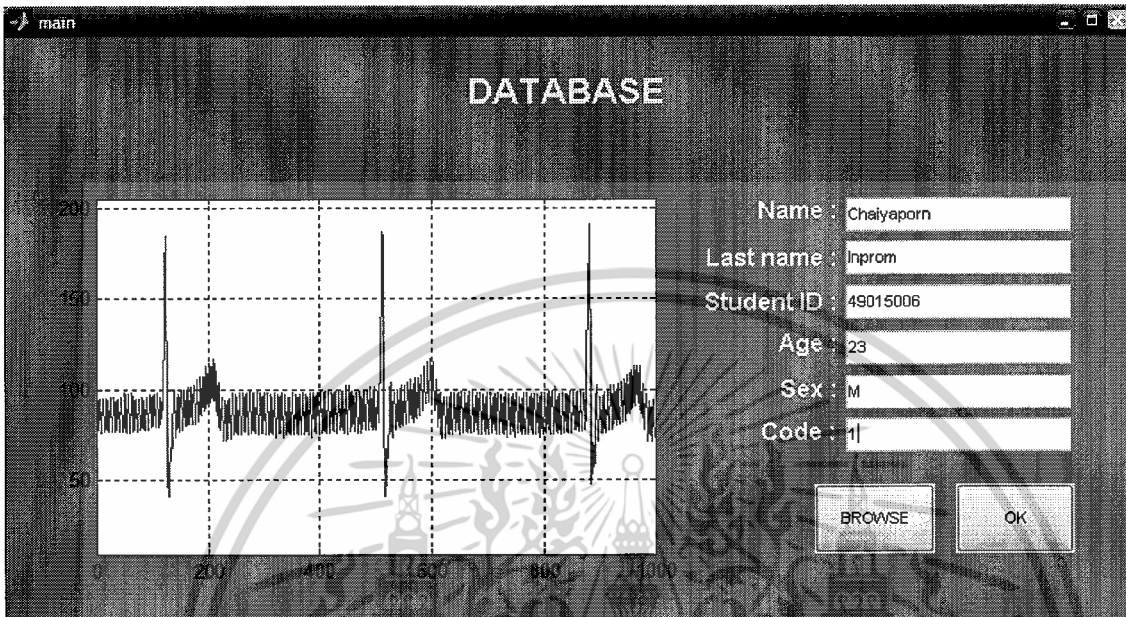 main
DATABASE
200
150
100
50
0 200 400 600 800 1000
Name : Chaiyaporn
Last name : Inprom
Student ID : 49015006
Age : 23
Sex : M
Code : 1
BROWSE OK